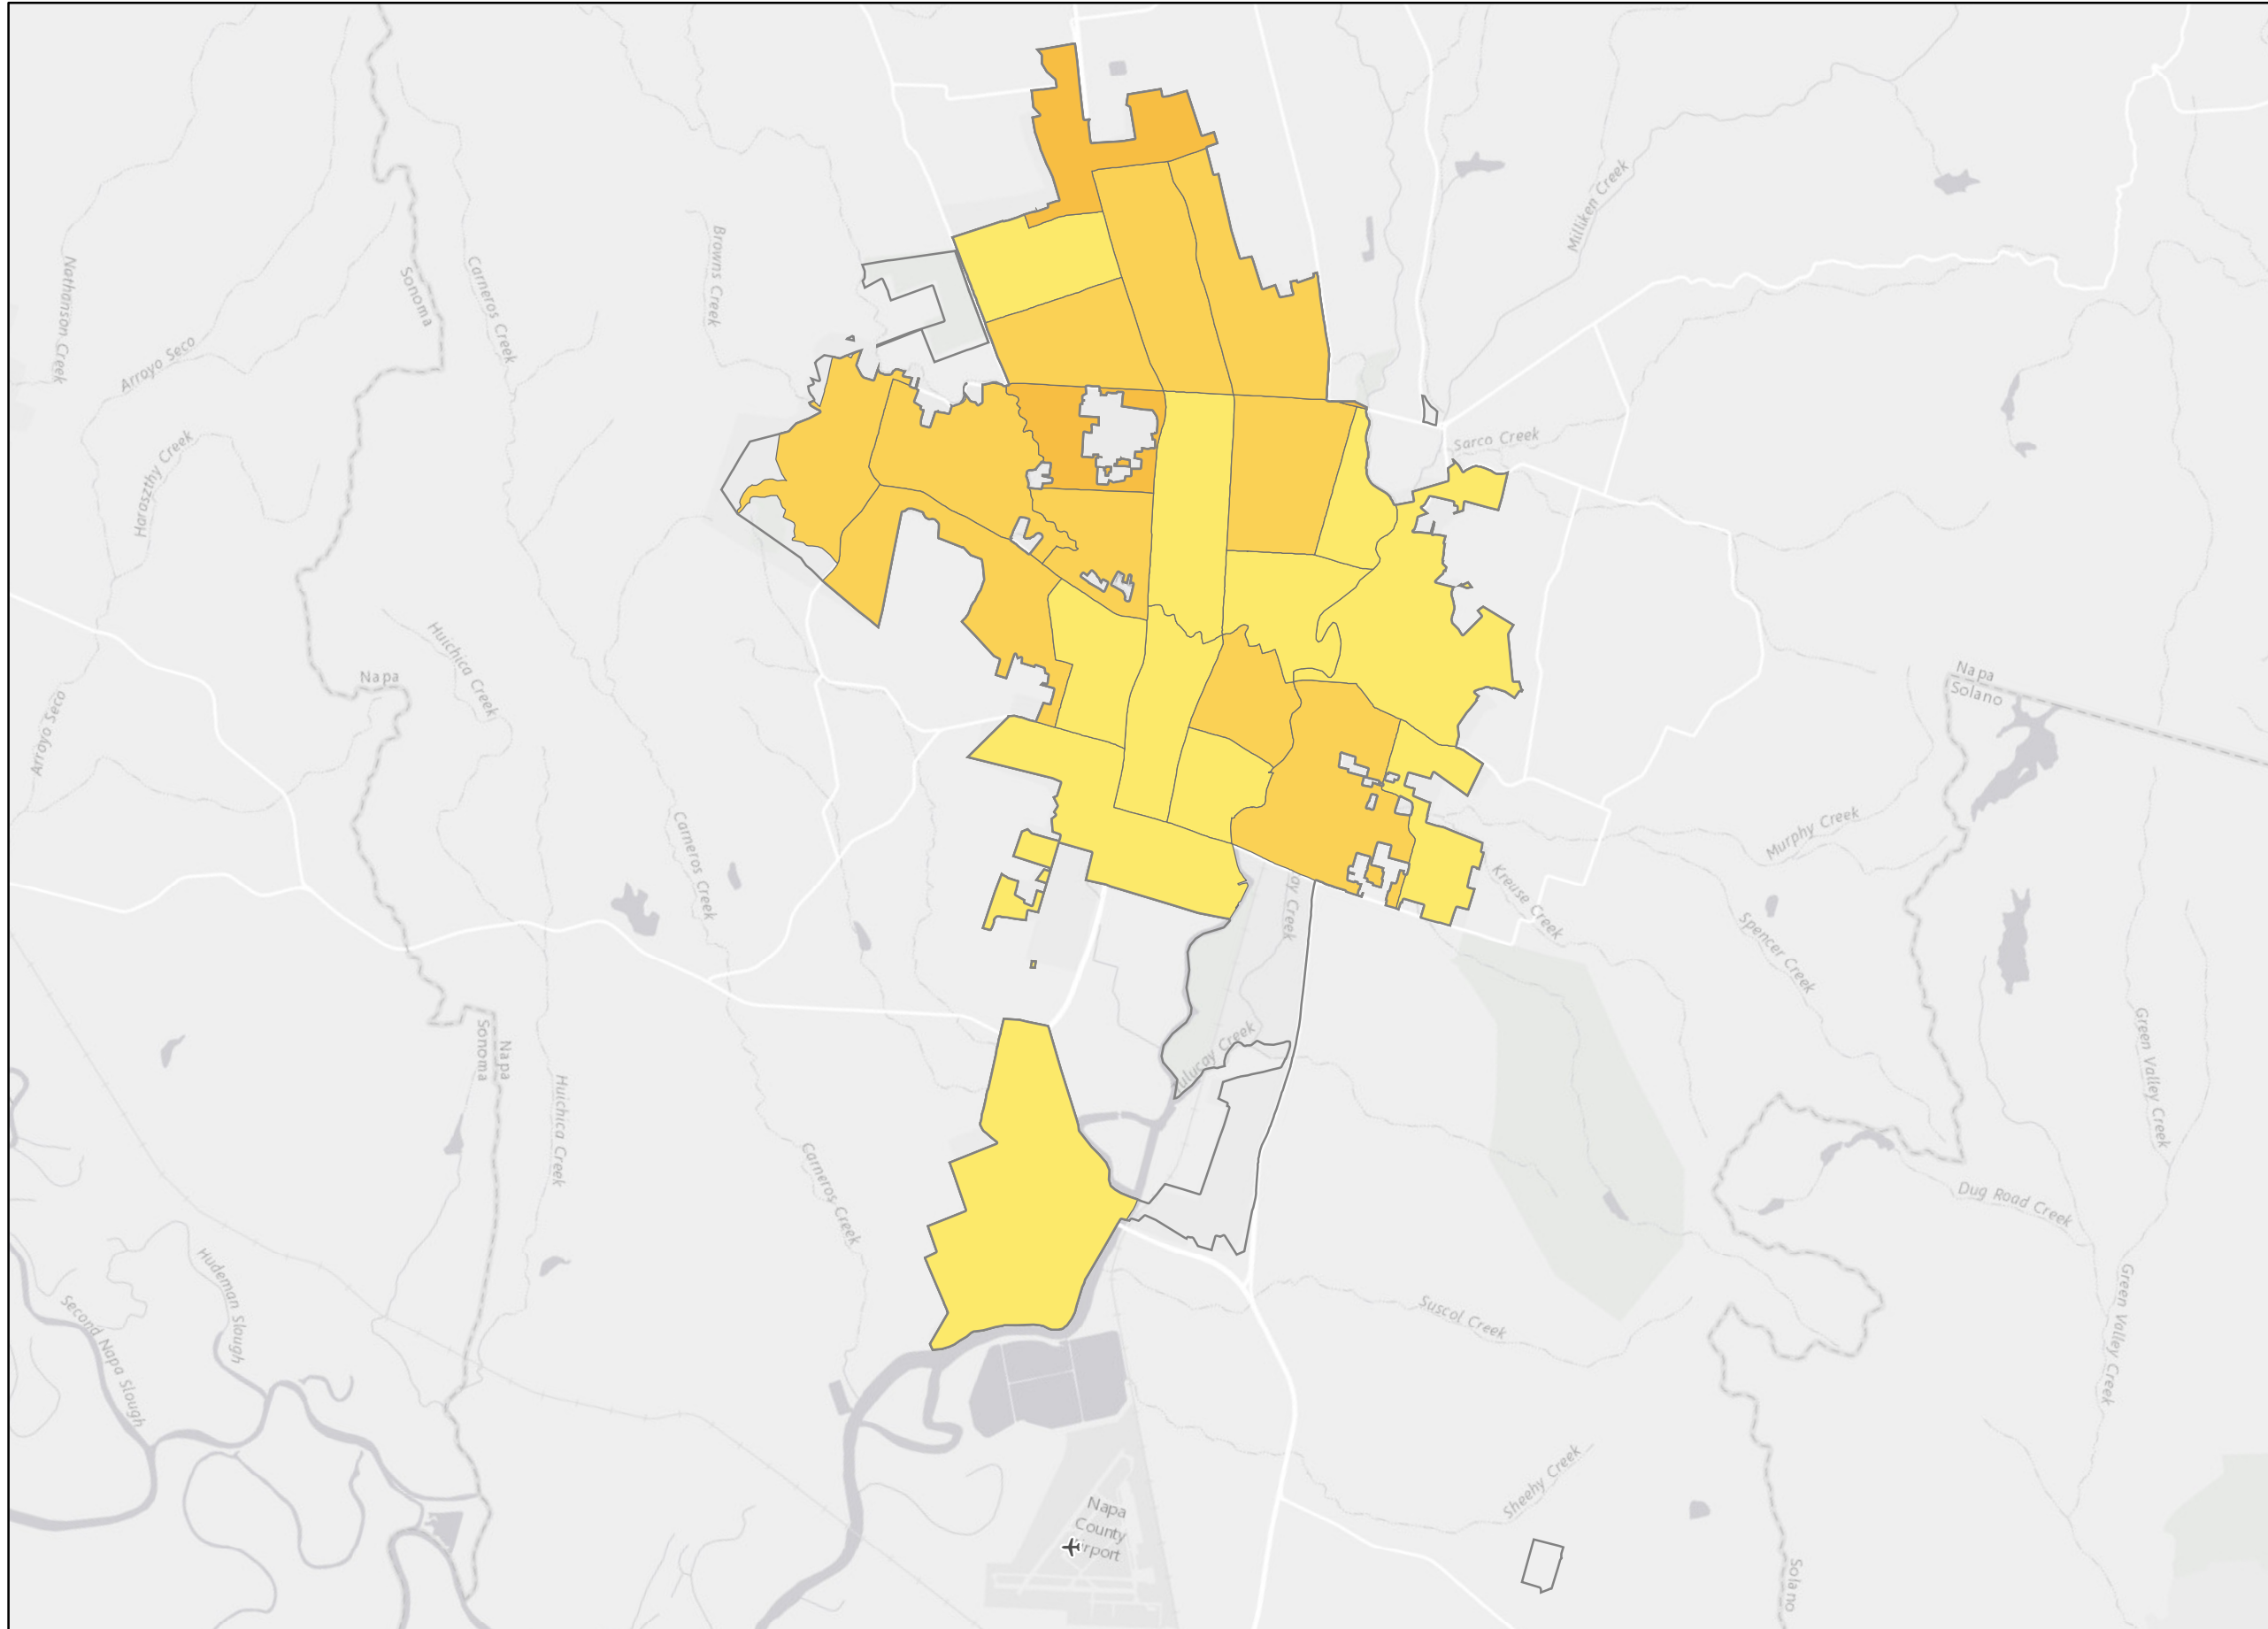 Milliken Creek
Browns Creek
Nathanson Creek
Sonoma
Carneros Creek
Arroyo Seco
Sarco Creek
Haraszthy Creek
Huichica Creek
Napa
Napa
Solano
Arroyo Seco
Carneros Creek
Murphy Creek
Kreuse Creek
Spencer Creek
ay Creek
Sonoma
Napa
Green Valley Creek
Tulucay Creek
Huichica Creek
Carneros Creek
Dug Road Creek
Hudeman Slough
Second Napa Slough
Suscol Creek
Green Valley Creek
Sheehy Creek
Napa
County
Airport
Solano